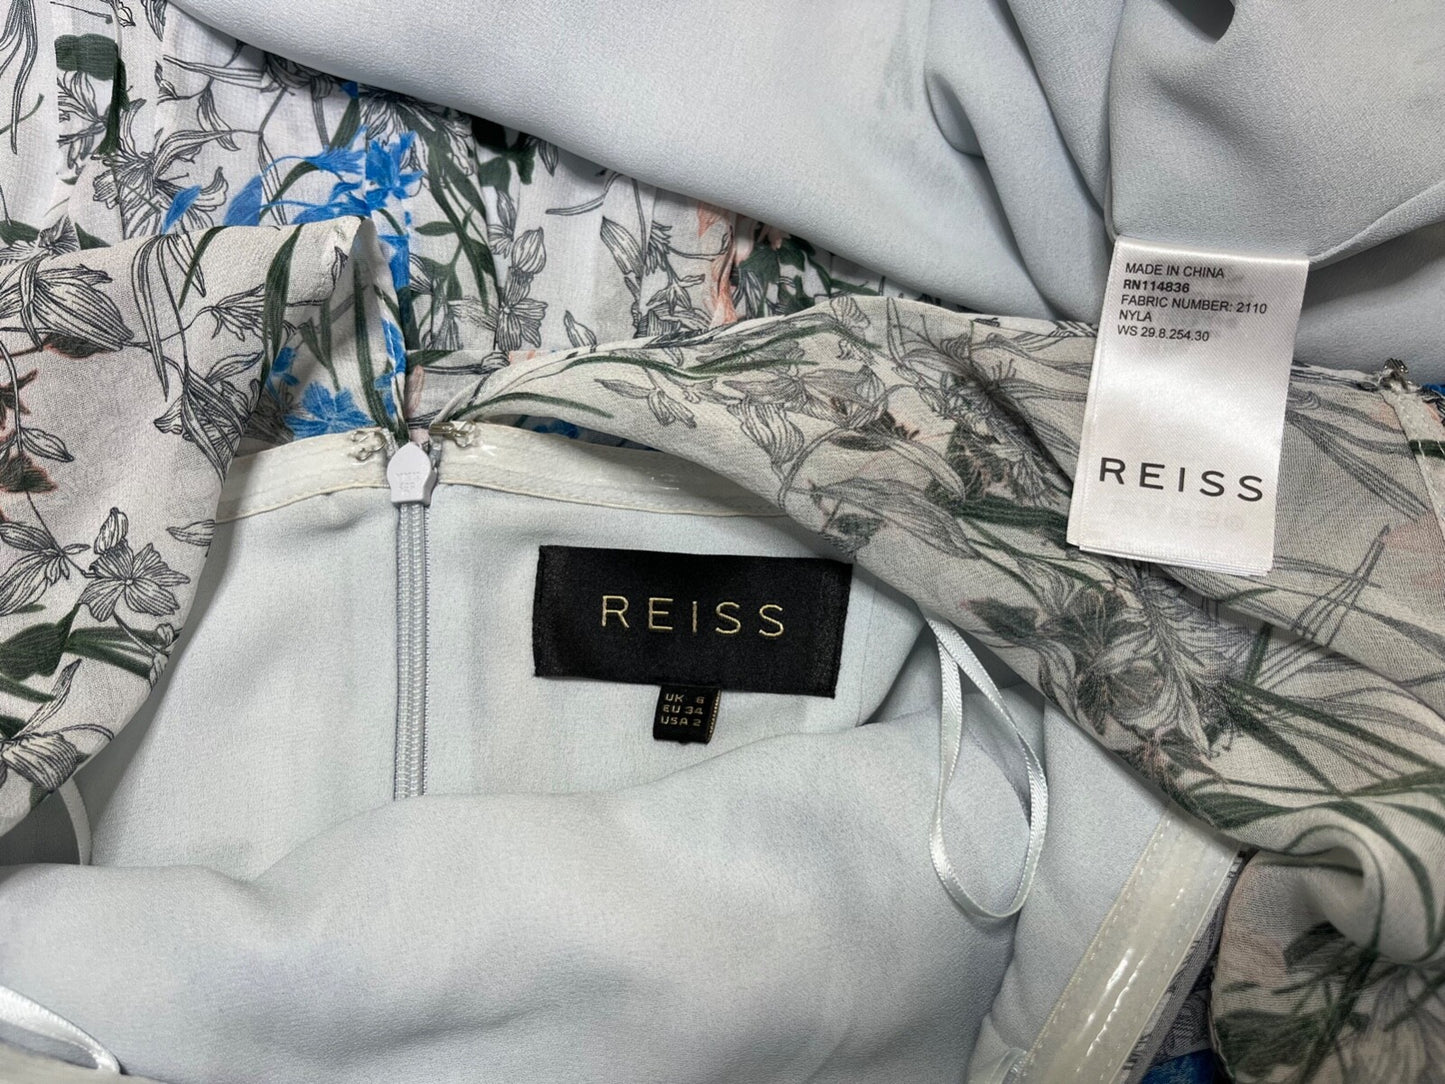 MADE IN CHINA
RN114836
FABRIC NUMBER: 2110
NYLA
WS 29.8.254.30
REISS
REISS
UK 6
EU 34
USA 2